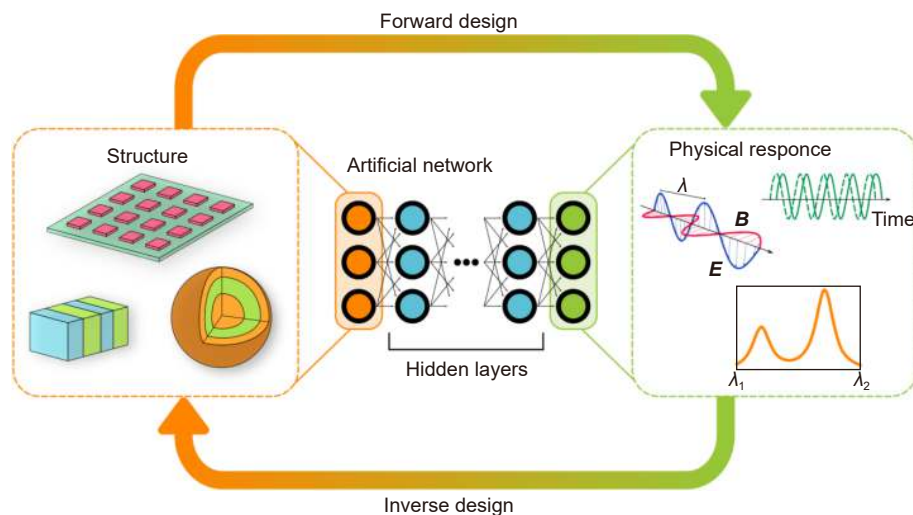 Forward design
Structure
Artificial network
Physical responce
λ
B
E
Time
Hidden layers
λ1
λ2
Inverse design